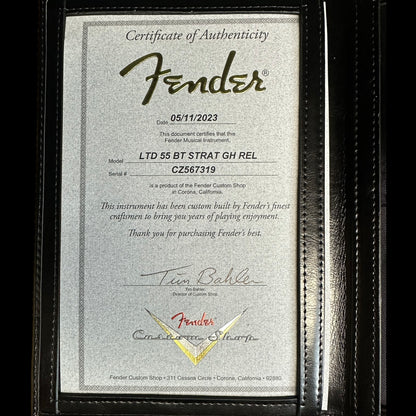 Certificate of Authenticity
Fender®
Date 05/11/2023
This document certifies that this
Fender Musical Instrument,
Model LTD 55 BT STRAT GH REL
Serial # CZ567319
is a product of the Fender Custom Shop
in Corona, California.
This instrument has been custom built by Fender's finest
craftsmen to bring you years of playing enjoyment.
Thank you for purchasing Fender's best.
Tim Bahler
Tim Bahler
Director of Custom Shop
Fender
Custom Shop
Fender Custom Shop • 311 Cessna Circle • Corona, California • 92880